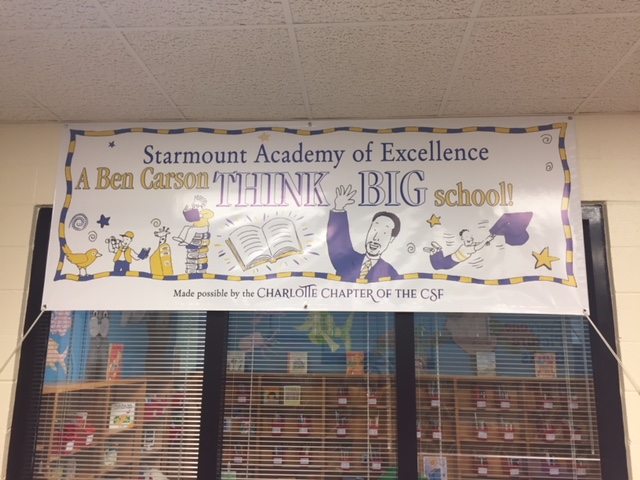 Starmount Academy of Excellence
A Ben Carson THINK BIG school!
Made possible by the CHARLOTTE CHAPTER OF THE CSF